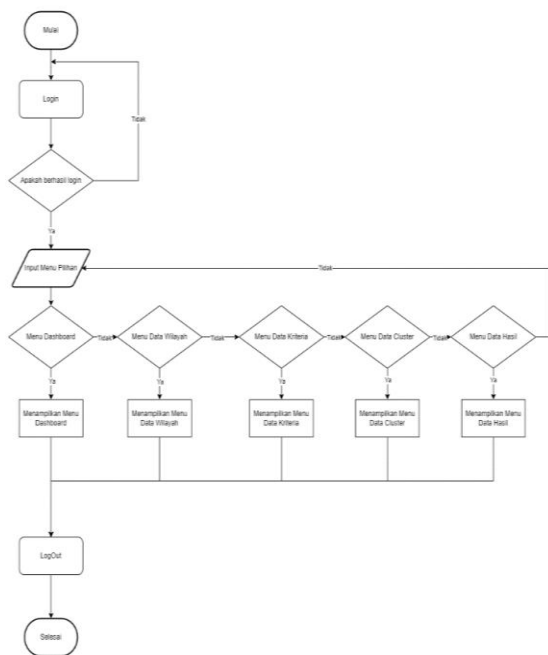 Mulai
Login
Tidak
Apakah berhasil login
Ya
Input Menu Pilihan
Tidak
Menu Dashboard
Tidak
Menu Data Wilayah
Tidak
Menu Data Kriteria
Tidak
Menu Data Cluster
Tidak
Menu Data Hasil
Tidak
Ya
Ya
Ya
Ya
Ya
Menampilkan Menu
Dashboard
Menampilkan Menu
Data Wilayah
Menampilkan Menu
Data Kriteria
Menampilkan Menu
Data Cluster
Menampilkan Menu
Data Hasil
LogOut
Selesai